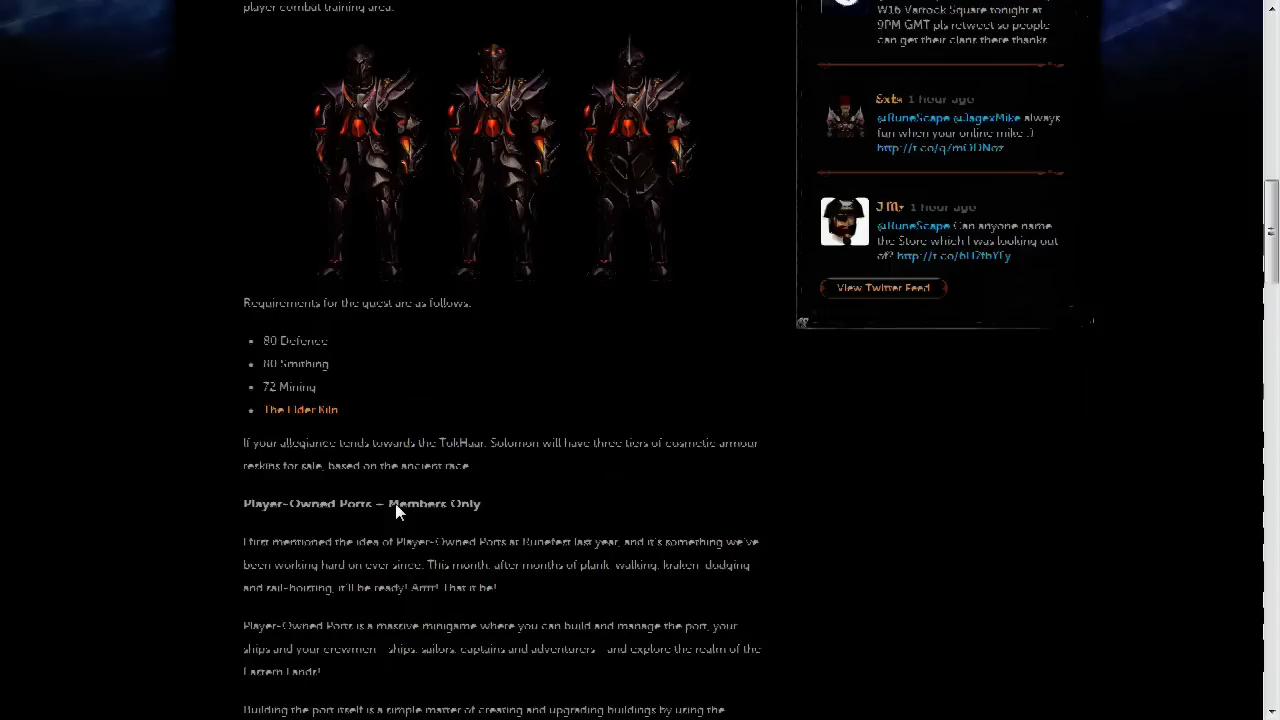 player combat training area.
Requirements for the quest are as follows:
80 Defence
80 Smithing
72 Mining
The Elder Kiln
If your allegiance tends towards the TokHaar, Solomon will have three tiers of cosmetic armour
reskins for sale, based on the ancient race.
Player-Owned Ports – Members Only
I first mentioned the idea of Player-Owned Ports at Runefest last year, and it's something we've
been working hard on ever since. This month, after months of plank-walking, kraken-dodging
and sail-hoisting, it'll be ready! Arrrr! That it be!
Player-Owned Ports is a massive minigame where you can build and manage the port, your
ships and your crewmen – ships, sailors, captains and adventurers – and explore the realm of the
Eastern Lands!
Building the port itself is a simple matter of creating and upgrading buildings by using the
W16 Varrock Square tonight at
9PM GMT pls retweet so people
can get their clans there thanks
1 hour ago
@RuneScape @JagexMike always
fun when your online mike :)
1 hour ago
@RuneScape Can anyone name
the Store which I was looking out
of?
View Twitter Feed